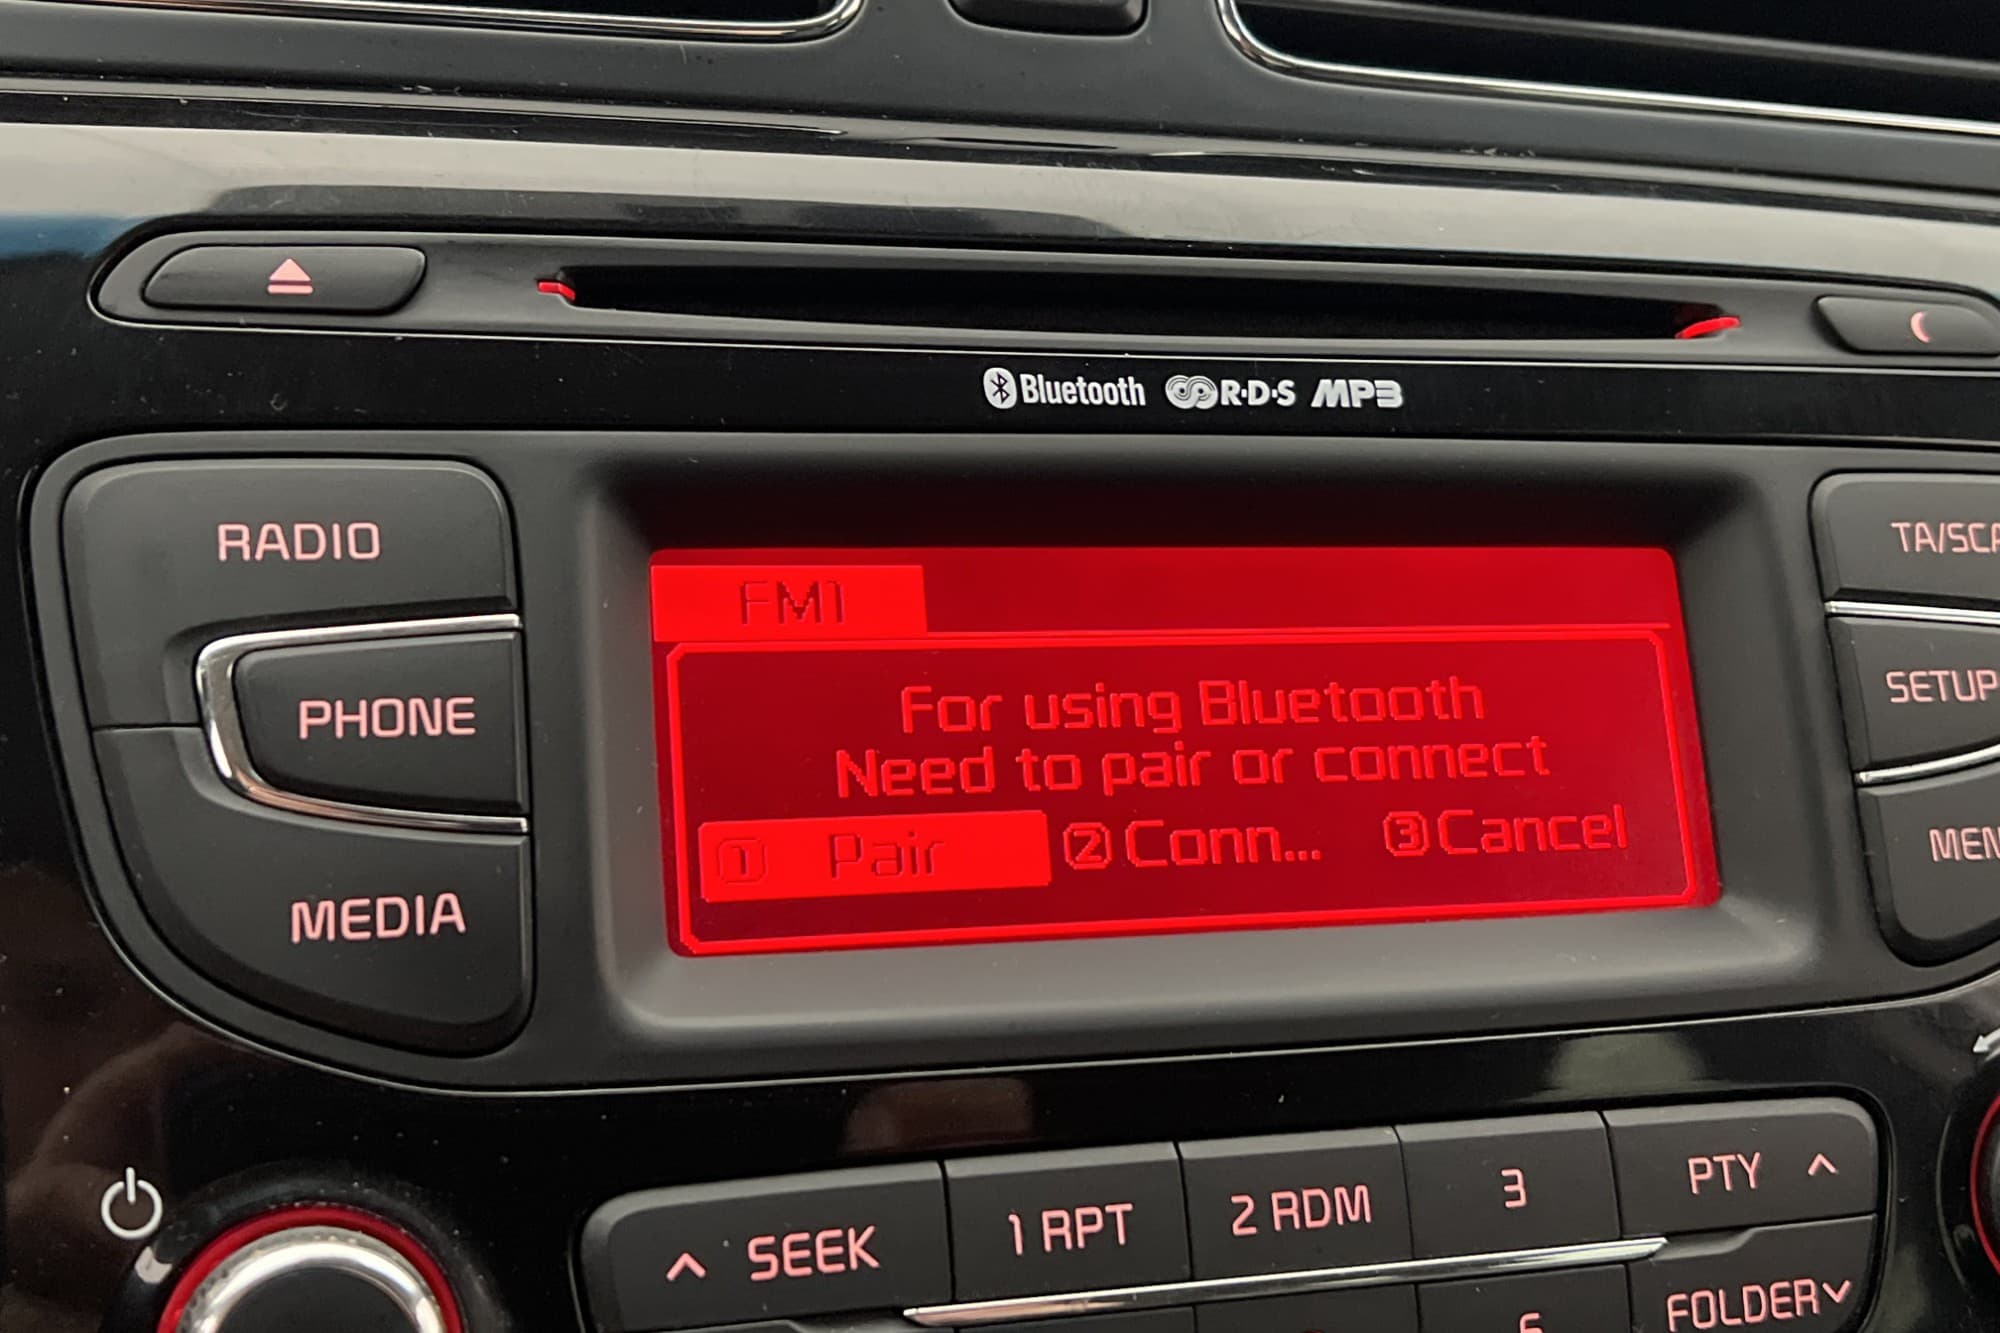 Bluetooth R·D·S MP3
RADIO
PHONE
MEDIA
FM1
For using Bluetooth
Need to pair or connect
1 Pair 2 Conn... 3 Cancel
SETUP
SEEK
1 RPT
2 RDM
3
PTY
FOLDER